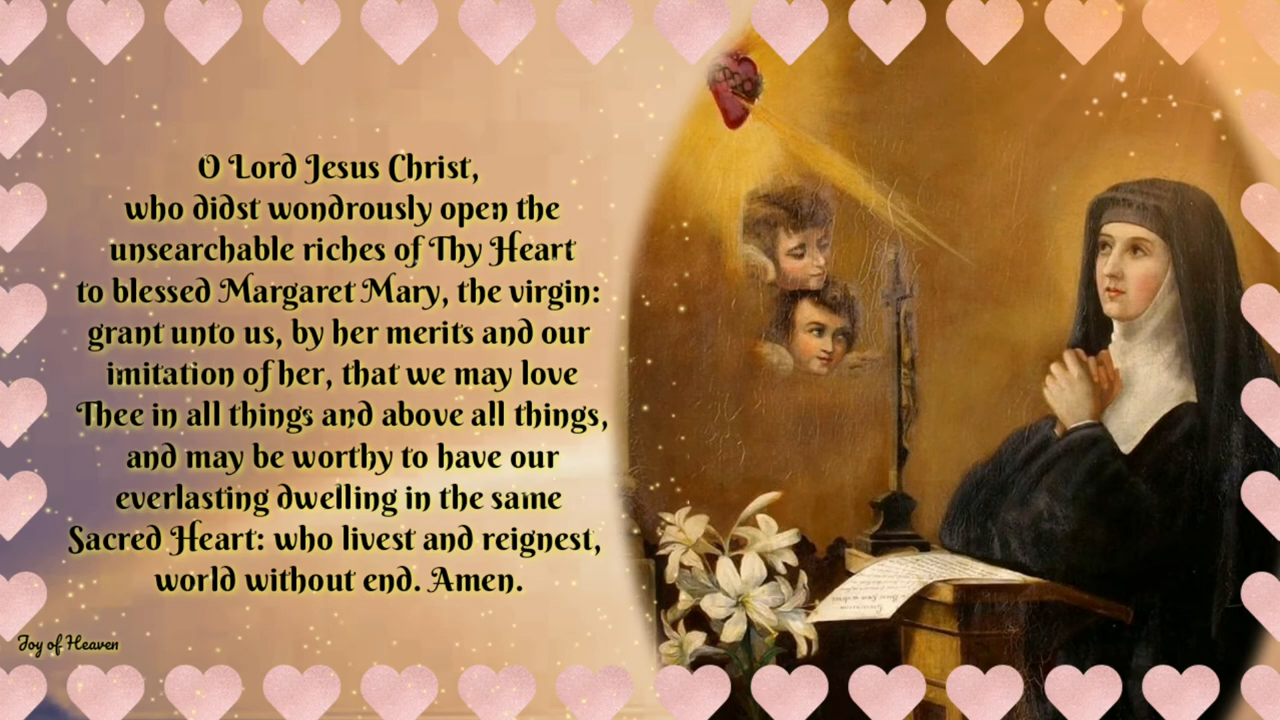 O Lord Jesus Christ,
who didst wondrously open the
unsearchable riches of Thy Heart
to blessed Margaret Mary, the virgin:
grant unto us, by her merits and our
imitation of her, that we may love
Thee in all things and above all things,
and may be worthy to have our
everlasting dwelling in the same
Sacred Heart: who livest and reignest,
world without end. Amen.
Joy of Heaven